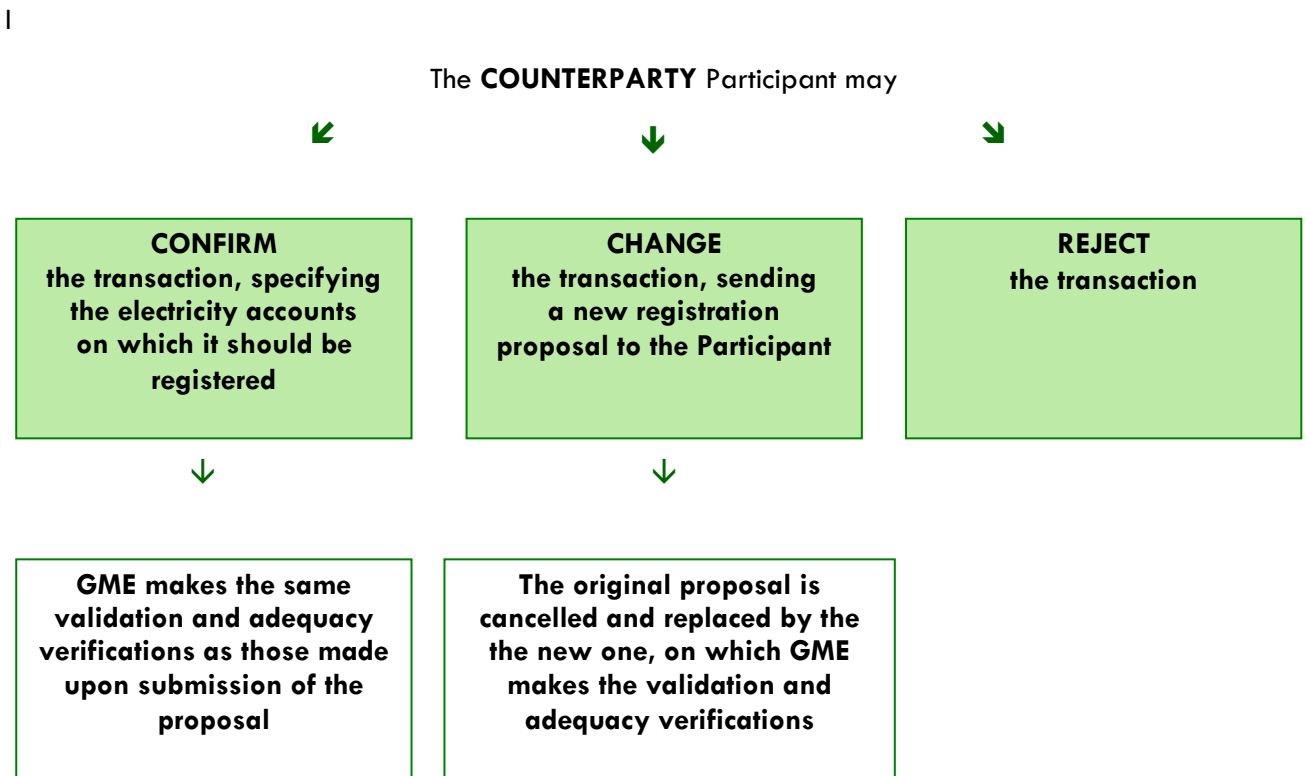 I
The COUNTERPARTY Participant may
CONFIRM
the transaction, specifying
the electricity accounts
on which it should be
registered
CHANGE
the transaction, sending
a new registration
proposal to the Participant
REJECT
the transaction
GME makes the same
validation and adequacy
verifications as those made
upon submission of the
proposal
The original proposal is
cancelled and replaced by the
the new one, on which GME
makes the validation and
adequacy verifications